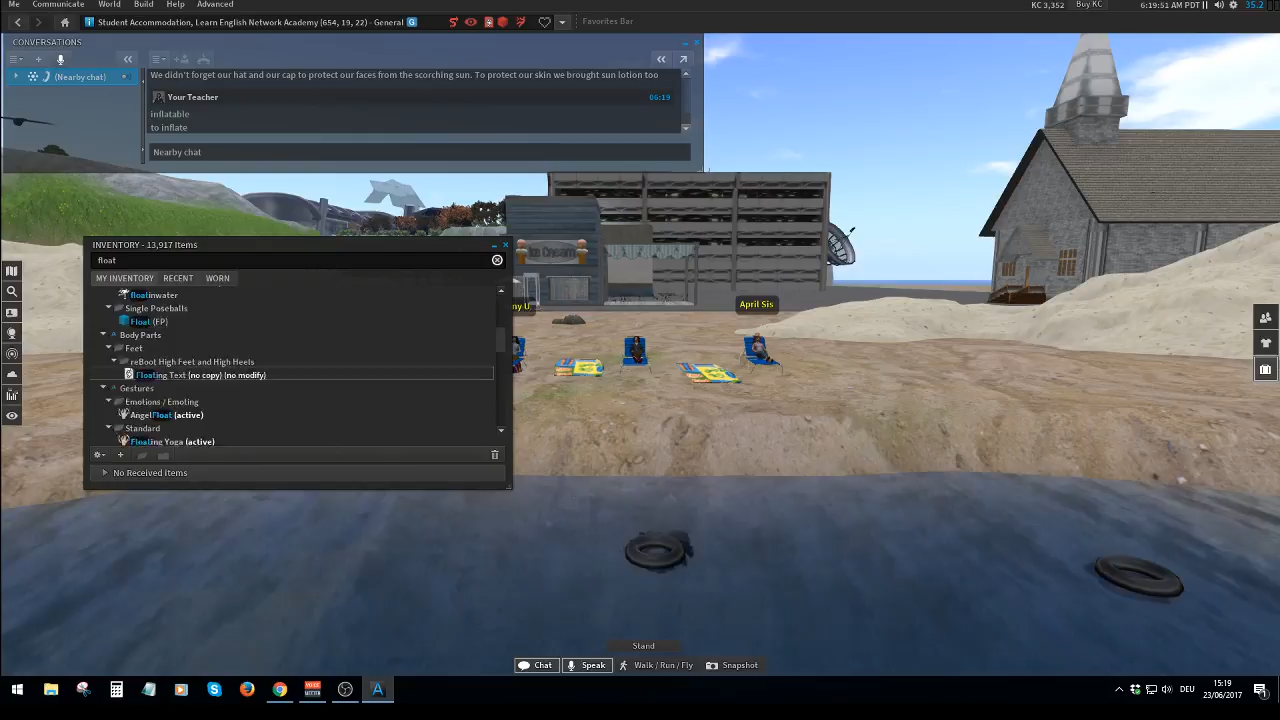 Me Communicate World Build Help Advanced
KC 3,352 Buy KC 6:19:51 AM PDT 35.2
Student Accommodation, Learn English Network Academy (654, 19, 22) - General G
Favorites Bar
CONVERSATIONS
(Nearby chat)
We didn't forget our hat and our cap to protect our faces from the scorching sun. To protect our skin we brought sun lotion too
Your Teacher 06:19
inflatable
to inflate
Nearby chat
INVENTORY - 13,917 Items
float
MY INVENTORY RECENT WORN
floatinwater
Single Poseballs
Float (FP)
Body Parts
Feet
reBoot High Feet and High Heels
Floating Text (no copy) (no modify)
Gestures
Emotions / Emoting
AngelFloat (active)
Standard
Floating Yoga (active)
No Received Items
Ice Cream
ny U.
April Sis
Stand
Chat Speak Walk / Run / Fly Snapshot
VOICE
DEU
15:19
23/06/2017